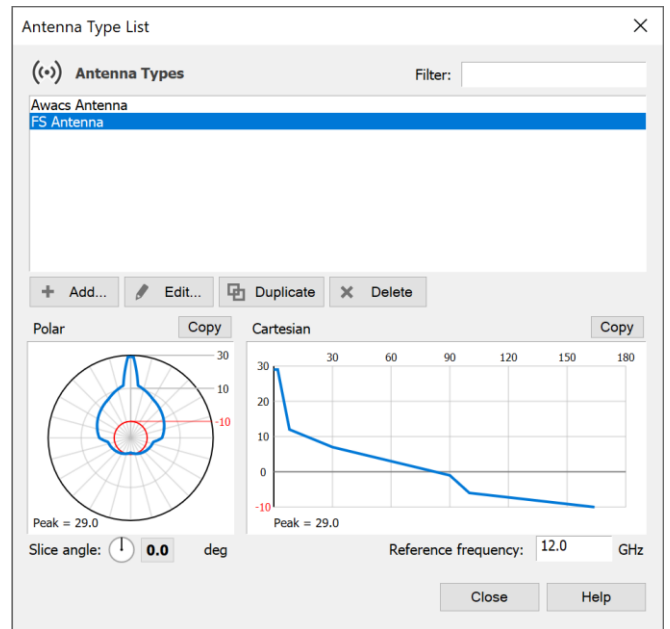 Antenna Type List
Antenna Types
Filter:
Awacs Antenna
FS Antenna
Add... Edit... Duplicate Delete
Polar Copy Cartesian Copy
30
10
-10
Peak = 29.0
30 60 90 120 150 180
30
20
10
0
-10
Peak = 29.0
Slice angle: 0.0 deg Reference frequency: 12.0 GHz
Close Help